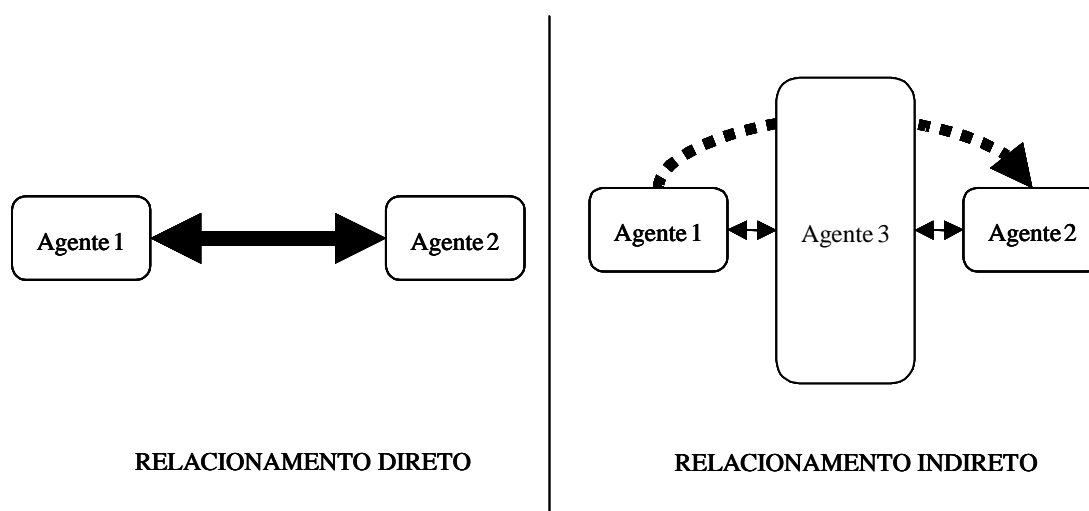 Agente 1
Agente 2
RELACIONAMENTO DIRETO
Agente 1
Agente 3
Agente 2
RELACIONAMENTO INDIRETO